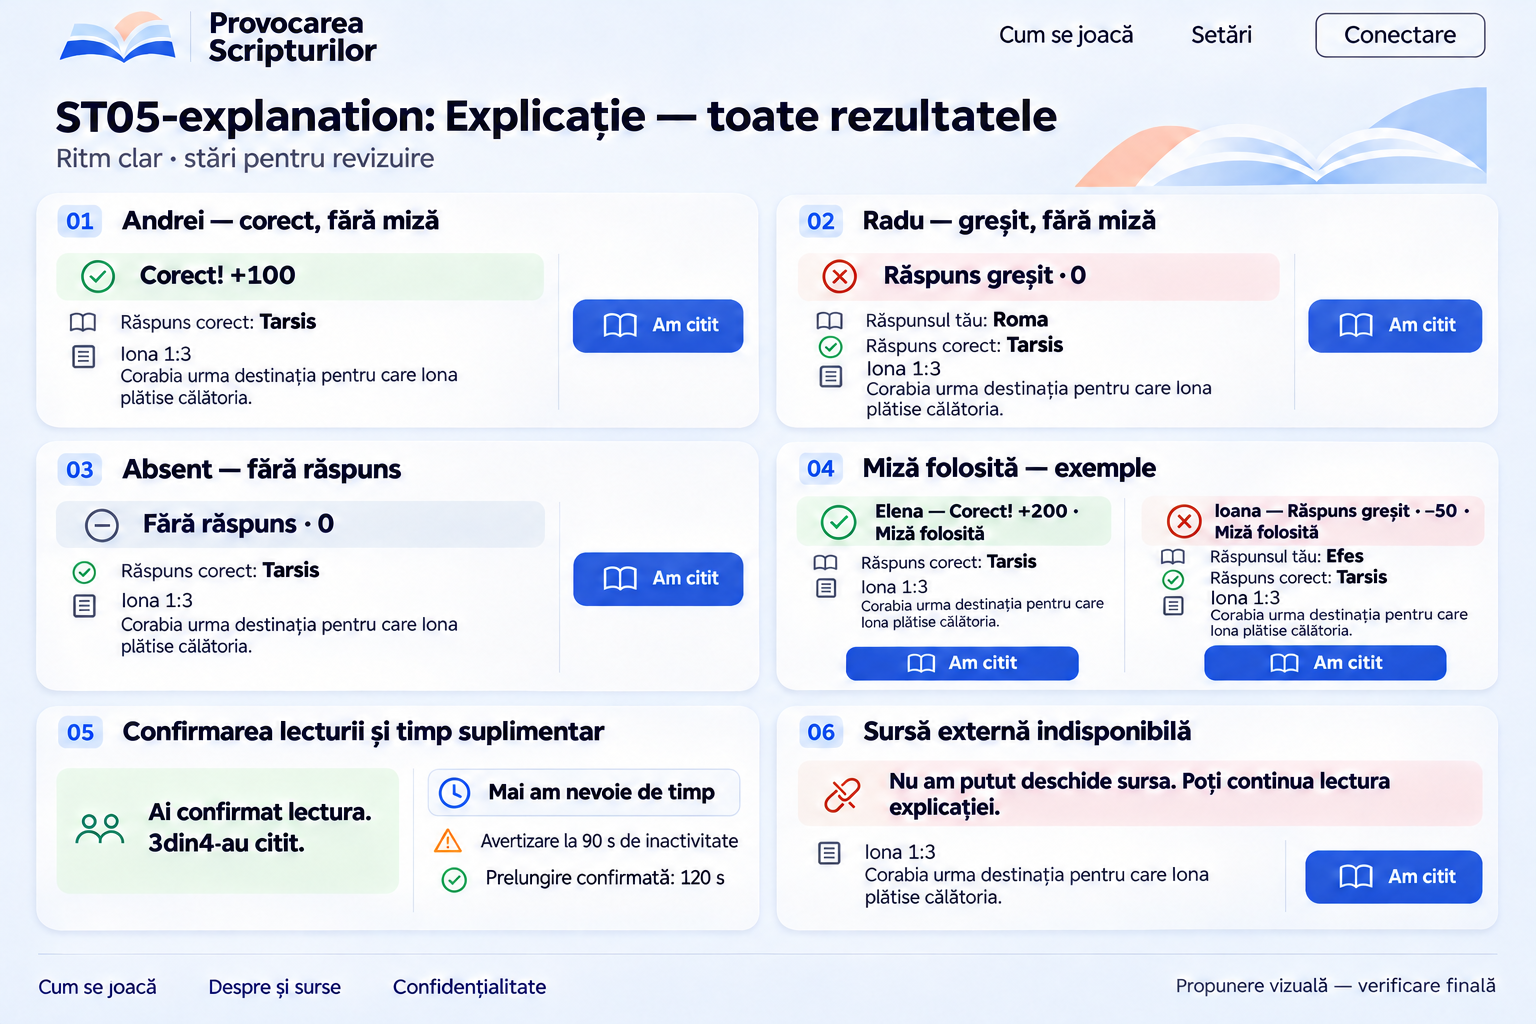 Provocarea
Scripturilor
Cum se joacă
Setări
Conectare
ST05-explanation: Explicație — toate rezultatele
Ritm clar · stări pentru revizuire
01 Andrei — corect, fără miză
Corect! +100
Răspuns corect: Tarsis
Iona 1:3
Corabia urma destinația pentru care Iona
plătise călătoria.
Am citit
02 Radu — greșit, fără miză
Răspuns greșit · 0
Răspunsul tău: Roma
Răspuns corect: Tarsis
Iona 1:3
Corabia urma destinația pentru care Iona
plătise călătoria.
Am citit
03 Absent — fără răspuns
Fără răspuns · 0
Răspuns corect: Tarsis
Iona 1:3
Corabia urma destinația pentru care Iona
plătise călătoria.
Am citit
04 Miză folosită — exemple
Elena — Corect! +200 ·
Miză folosită
Răspuns corect: Tarsis
Iona 1:3
Corabia urma destinația pentru care
Iona plătise călătoria.
Am citit
Ioana — Răspuns greșit · −50 ·
Miză folosită
Răspunsul tău: Efes
Răspuns corect: Tarsis
Iona 1:3
Corabia urma destinația pentru care
Iona plătise călătoria.
Am citit
05 Confirmarea lecturii și timp suplimentar
Ai confirmat lectura.
3din4-au citit.
Mai am nevoie de timp
Avertizare la 90 s de inactivitate
Prelungire confirmată: 120 s
06 Sursă externă indisponibilă
Nu am putut deschide sursa. Poți continua lectura
explicației.
Iona 1:3
Corabia urma destinația pentru care Iona
plătise călătoria.
Am citit
Cum se joacă
Despre și surse
Confidențialitate
Propunere vizuală — verificare finală